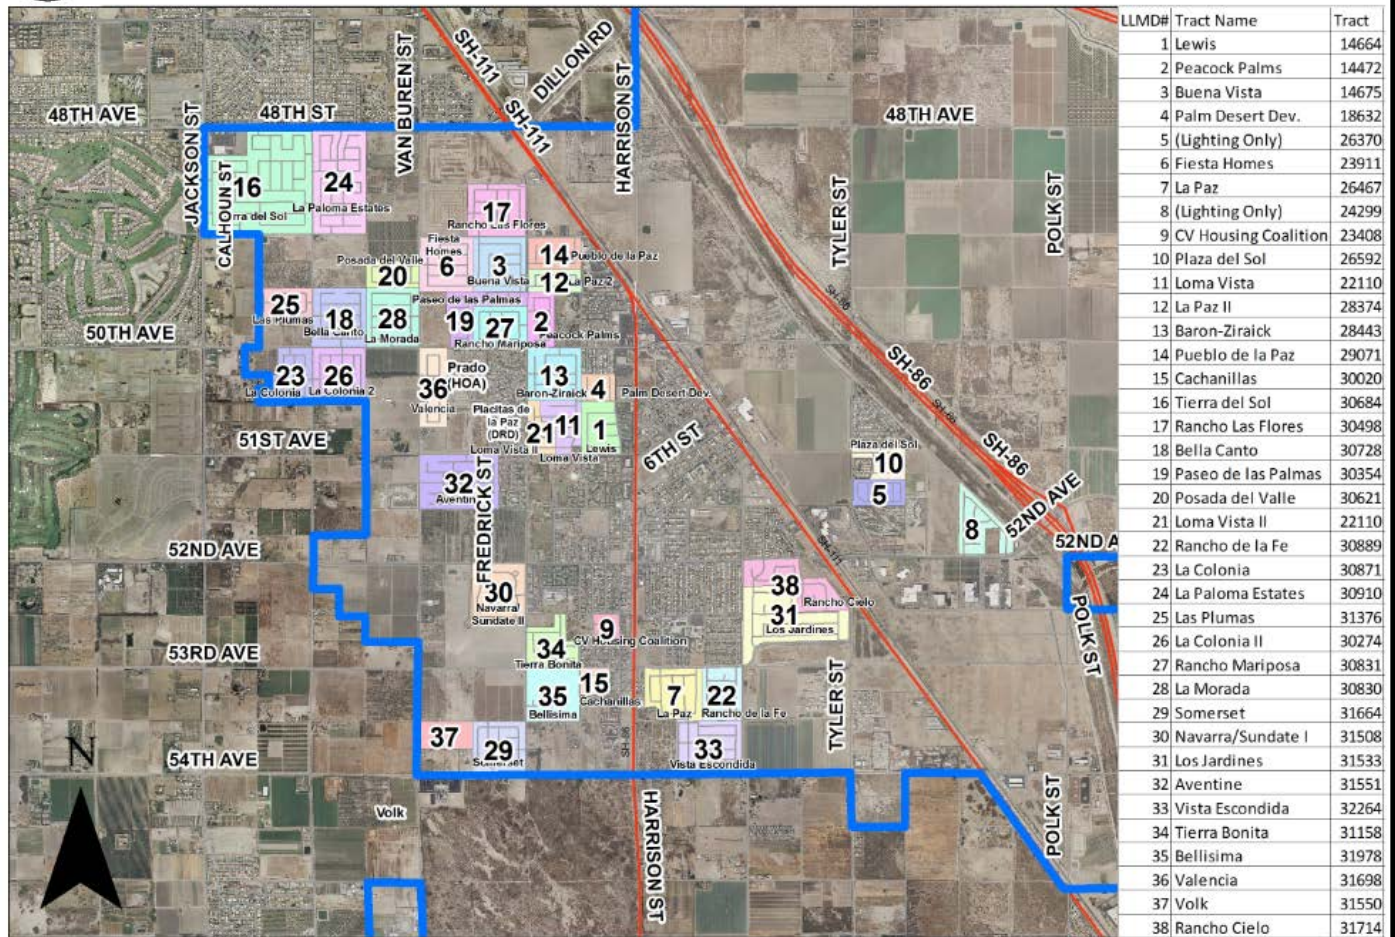 48TH AVE
48TH ST
JACKSON ST
CALHOUN ST
VAN BUREN ST
SH-111
DILLON RD
SH-111
HARRISON ST
48TH AVE
TYLER ST
POLK ST
16
24
La Paloma Estates
17
Rancho Las Flores
Fiesta
Homes
6
3
Buena Vista
14
Pueblo de la Paz
12
La Paz 2
Posada del Valle
20
Paseo de las Palmas
25
Las Plumas
18
Bella Canto
28
La Morada
19
27
Rancho Mariposa
2
Peacock Palms
50TH AVE
23
La Colonia
26
La Colonia 2
36
Valencia
Prado
(HOA)
13
Baron-Ziraick
4
Palm Desert Dev.
Placitas de
la Paz
(DRD)
21
11
1
Lewis
Loma Vista II
Loma Vista
51ST AVE
6TH ST
SH-86
SH-86
SH-86
SH-86
Plaza del Sol
10
5
8
52ND AVE
52ND A
32
Aventin
FREDRICK ST
52ND AVE
SH-111
30
Navarra/
Sundate II
38
Rancho Cielo
31
Los Jardines
POLK ST
34
Tierra Bonita
9
CV Housing Coalition
53RD AVE
35
Bellisima
15
Cachanillas
7
La Paz
22
Rancho de la Fe
TYLER ST
N
37
29
Somerset
SH-86
33
Vista Escondida
54TH AVE
Volk
HARRISON ST
POLK ST
LLMD# Tract Name Tract
1 Lewis 14664
2 Peacock Palms 14472
3 Buena Vista 14675
4 Palm Desert Dev. 18632
5 (Lighting Only) 26370
6 Fiesta Homes 23911
7 La Paz 26467
8 (Lighting Only) 24299
9 CV Housing Coalition 23408
10 Plaza del Sol 26592
11 Loma Vista 22110
12 La Paz II 28374
13 Baron-Ziraick 28443
14 Pueblo de la Paz 29071
15 Cachanillas 30020
16 Tierra del Sol 30684
17 Rancho Las Flores 30498
18 Bella Canto 30728
19 Paseo de las Palmas 30354
20 Posada del Valle 30621
21 Loma Vista II 22110
22 Rancho de la Fe 30889
23 La Colonia 30871
24 La Paloma Estates 30910
25 Las Plumas 31376
26 La Colonia II 30274
27 Rancho Mariposa 30831
28 La Morada 30830
29 Somerset 31664
30 Navarra/Sundate I 31508
31 Los Jardines 31533
32 Aventine 31551
33 Vista Escondida 32264
34 Tierra Bonita 31158
35 Bellisima 31978
36 Valencia 31698
37 Volk 31550
38 Rancho Cielo 31714